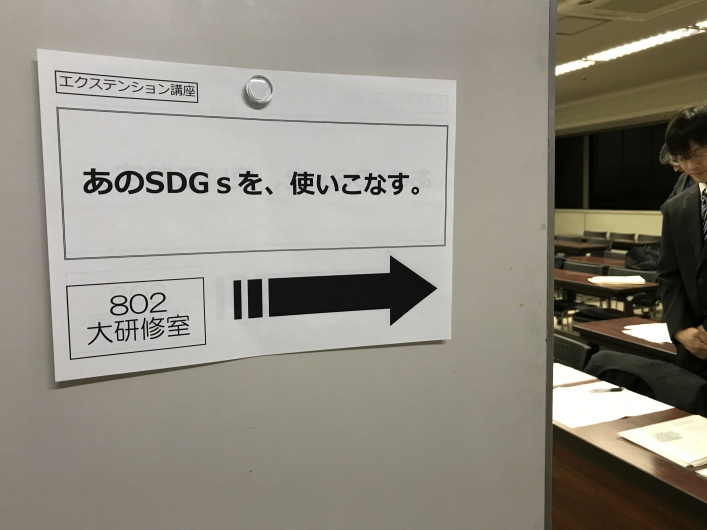 エクステンション講座
あのSDGｓを、使いこなす。
802
大研修室